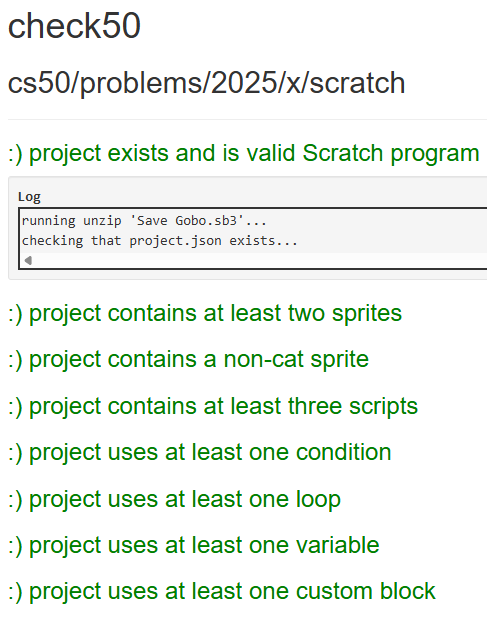 check50
cs50/problems/2025/x/scratch
:) project exists and is valid Scratch program
Log
running unzip 'Save Gobo.sb3'...
checking that project.json exists...
:) project contains at least two sprites
:) project contains a non-cat sprite
:) project contains at least three scripts
:) project uses at least one condition
:) project uses at least one loop
:) project uses at least one variable
:) project uses at least one custom block